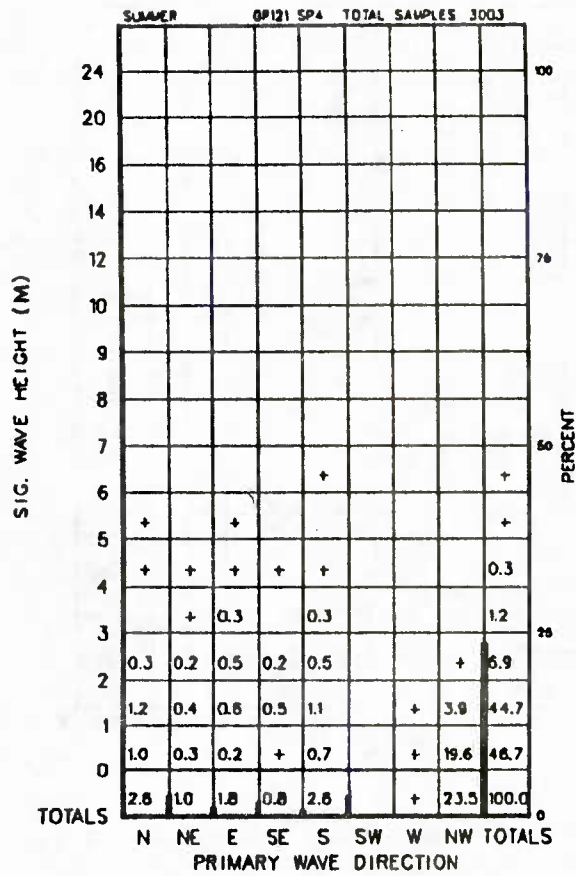 SUMMER GP121 SP4 TOTAL SAMPLES 3003
24 100
20
16
14
12 75
10
9
8
7 50
+ +
6
+ + +
5
+ + + + + 0.3
4
+ 0.3 0.3 1.2
3 25
0.3 0.2 0.5 0.2 0.5 + 6.9
2
1.2 0.4 0.6 0.5 1.1 + 3.9 44.7
1
1.0 0.3 0.2 + 0.7 + 19.6 46.7
0
2.6 1.0 1.8 0.8 2.6 + 23.5 100.0
TOTALS 0
N NE E SE S SW W NW TOTALS
PRIMARY WAVE DIRECTION
SIG. WAVE HEIGHT (M)
PERCENT